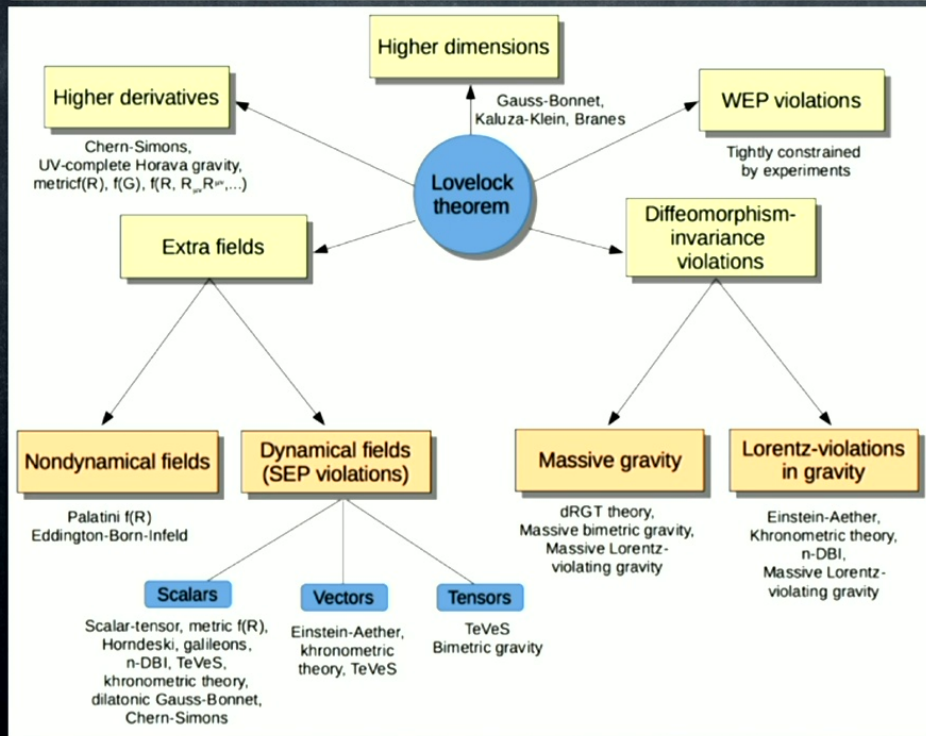 Higher dimensions
Gauss-Bonnet,
Kaluza-Klein, Branes
Higher derivatives
Chern-Simons,
UV-complete Horava gravity,
metricf(R), f(G), f(R, RμνRμν,...)
WEP violations
Tightly constrained
by experiments
Lovelock
theorem
Extra fields
Diffeomorphism-
invariance
violations
Nondynamical fields
Palatini f(R)
Eddington-Born-Infeld
Dynamical fields
(SEP violations)
Massive gravity
dRGT theory,
Massive bimetric gravity,
Massive Lorentz-
violating gravity
Lorentz-violations
in gravity
Einstein-Aether,
Khronometric theory,
n-DBI,
Massive Lorentz-
violating gravity
Scalars
Scalar-tensor, metric f(R),
Horndeski, galileons,
n-DBI, TeVeS,
khronometric theory,
dilatonic Gauss-Bonnet,
Chern-Simons
Vectors
Einstein-Aether,
khronometric
theory, TeVeS
Tensors
TeVeS
Bimetric gravity